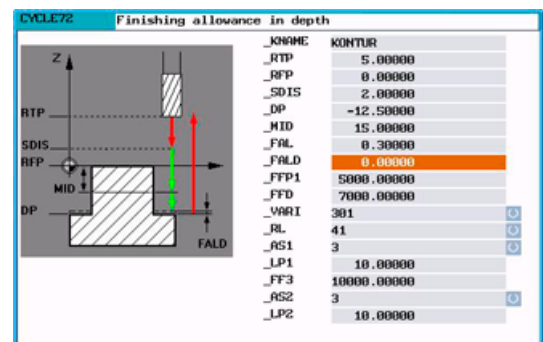 CYCLE72 Finishing allowance in depth
Z
RTP
SDIS
RFP
MID
DP
FALD
_KNAME KONTUR
_RTP 5.00000
_RFP 0.00000
_SDIS 2.00000
_DP -12.50000
_MID 15.00000
_FAL 0.30000
_FALD 0.00000
_FFP1 5000.00000
_FFD 7000.00000
_VARI 301
_RL 41
_AS1 3
_LP1 10.00000
_FF3 10000.00000
_AS2 3
_LP2 10.00000